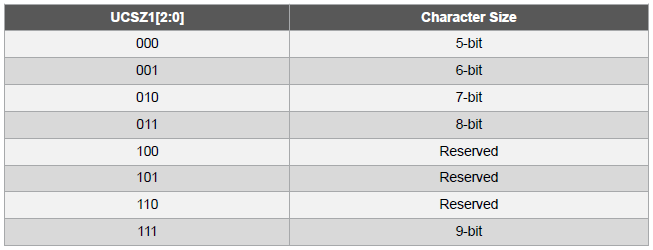 UCSZ1[2:0] Character Size
000 5-bit
001 6-bit
010 7-bit
011 8-bit
100 Reserved
101 Reserved
110 Reserved
111 9-bit